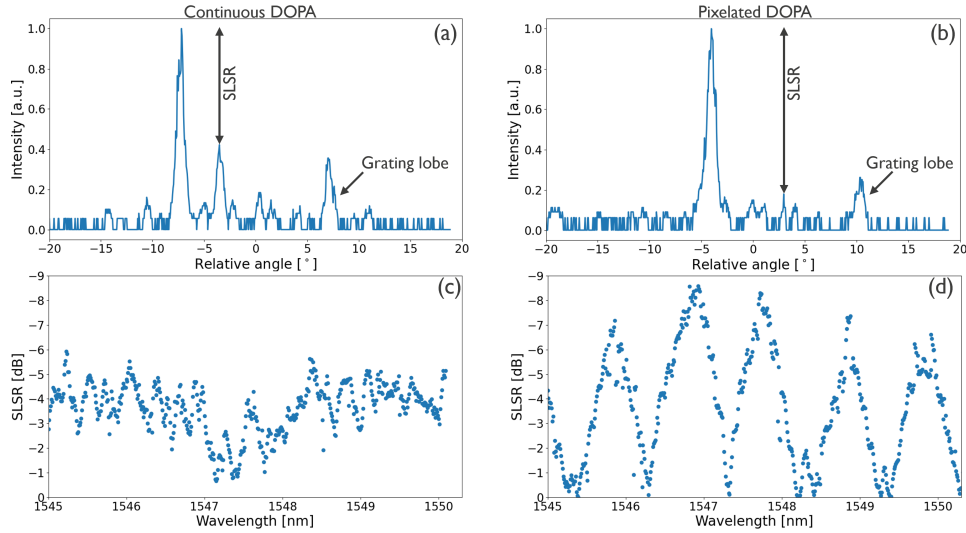 Continuous DOPA
(a)
SLSR
Grating lobe
Intensity [a.u.]
1.0
0.8
0.6
0.4
0.2
0.0
−20 −15 −10 −5 0 5 10 15 20
Relative angle [°]
Pixelated DOPA
(b)
SLSR
Grating lobe
Intensity [a.u.]
1.0
0.8
0.6
0.4
0.2
0.0
−20 −15 −10 −5 0 5 10 15 20
Relative angle [°]
(c)
SLSR [dB]
−9
−8
−7
−6
−5
−4
−3
−2
−1
0
1545 1546 1547 1548 1549 1550
Wavelength [nm]
(d)
SLSR [dB]
−9
−8
−7
−6
−5
−4
−3
−2
−1
0
1545 1546 1547 1548 1549 1550
Wavelength [nm]